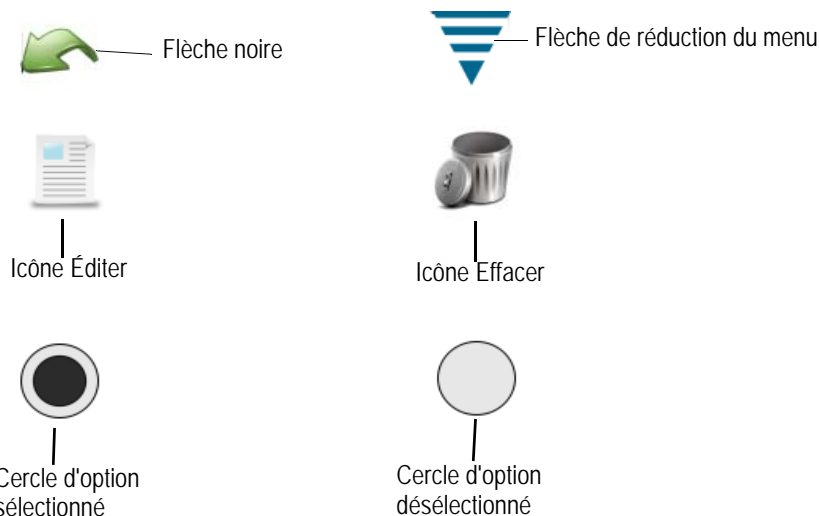 Flèche noire
Flèche de réduction du menu
Icône Éditer
Icône Effacer
Cercle d'option
sélectionné
Cercle d'option
désélectionné